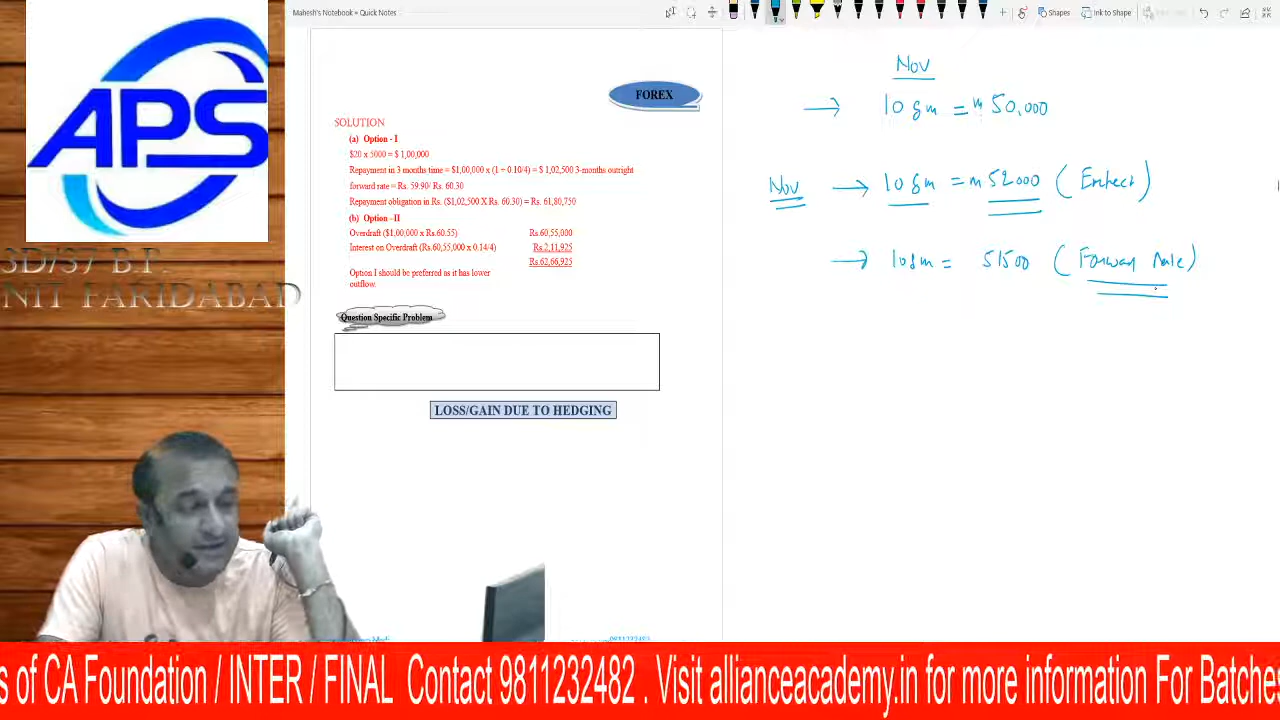 Mahesh's Notebook » Quick Notes
Shapes
Ink to Shape
APS
3D/37 B.P.
NIT FARIDABAD
FOREX
SOLUTION
(a) Option - I
$20 x 5000 = $ 1,00,000
Repayment in 3 months time = $1,00,000 x (1 + 0.10/4) = $ 1,02,500 3-months outright
forward rate = Rs. 59.90/ Rs. 60.30
Repayment obligation in Rs. ($1,02,500 X Rs. 60.30) = Rs. 61,80,750
(b) Option -II
Overdraft ($1,00,000 x Rs.60.55) Rs.60,55,000
Interest on Overdraft (Rs.60,55,000 x 0.14/4) Rs.2,11,925
Rs.62,66,925
Option I should be preferred as it has lower
outflow.
Question Specific Problem
LOSS/GAIN DUE TO HEDGING
Nov
→ 10 gm = 50,000
Nov → 10 gm = 52000 (Expect)
→ 10gm = 51500 (Forward Rate)
9811232482
s of CA Foundation / INTER / FINAL Contact 9811232482 . Visit allianceacademy.in for more information For Batches